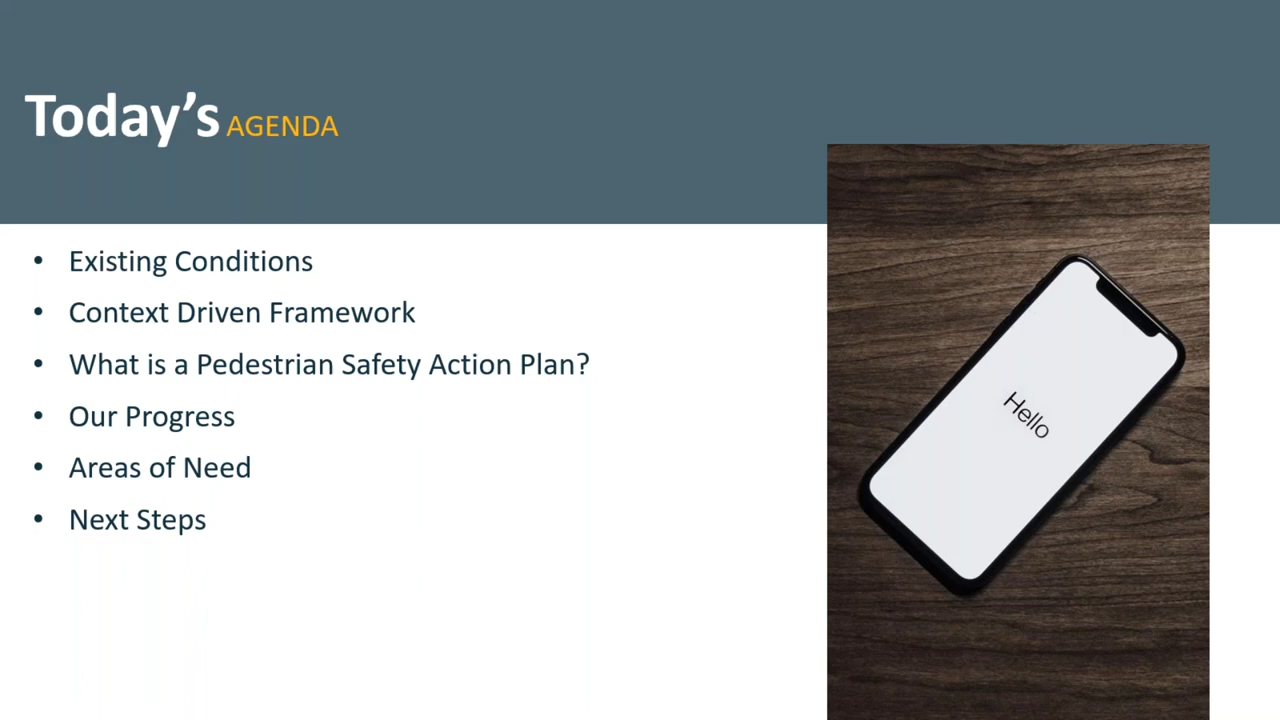 Today’s AGENDA
• Existing Conditions
• Context Driven Framework
• What is a Pedestrian Safety Action Plan?
• Our Progress
• Areas of Need
• Next Steps
Hello